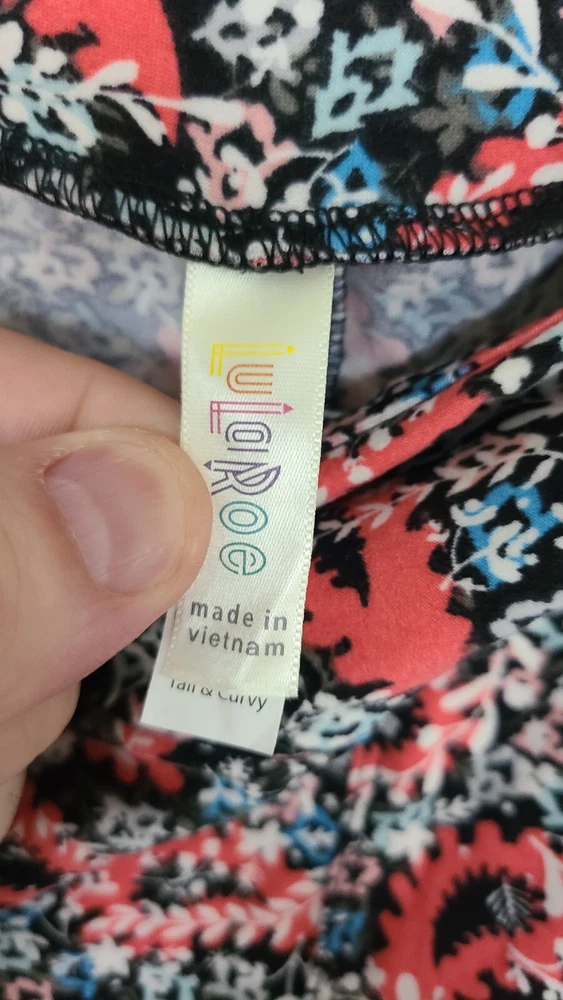 LuLaRoe
made in
vietnam
Tall & Curvy